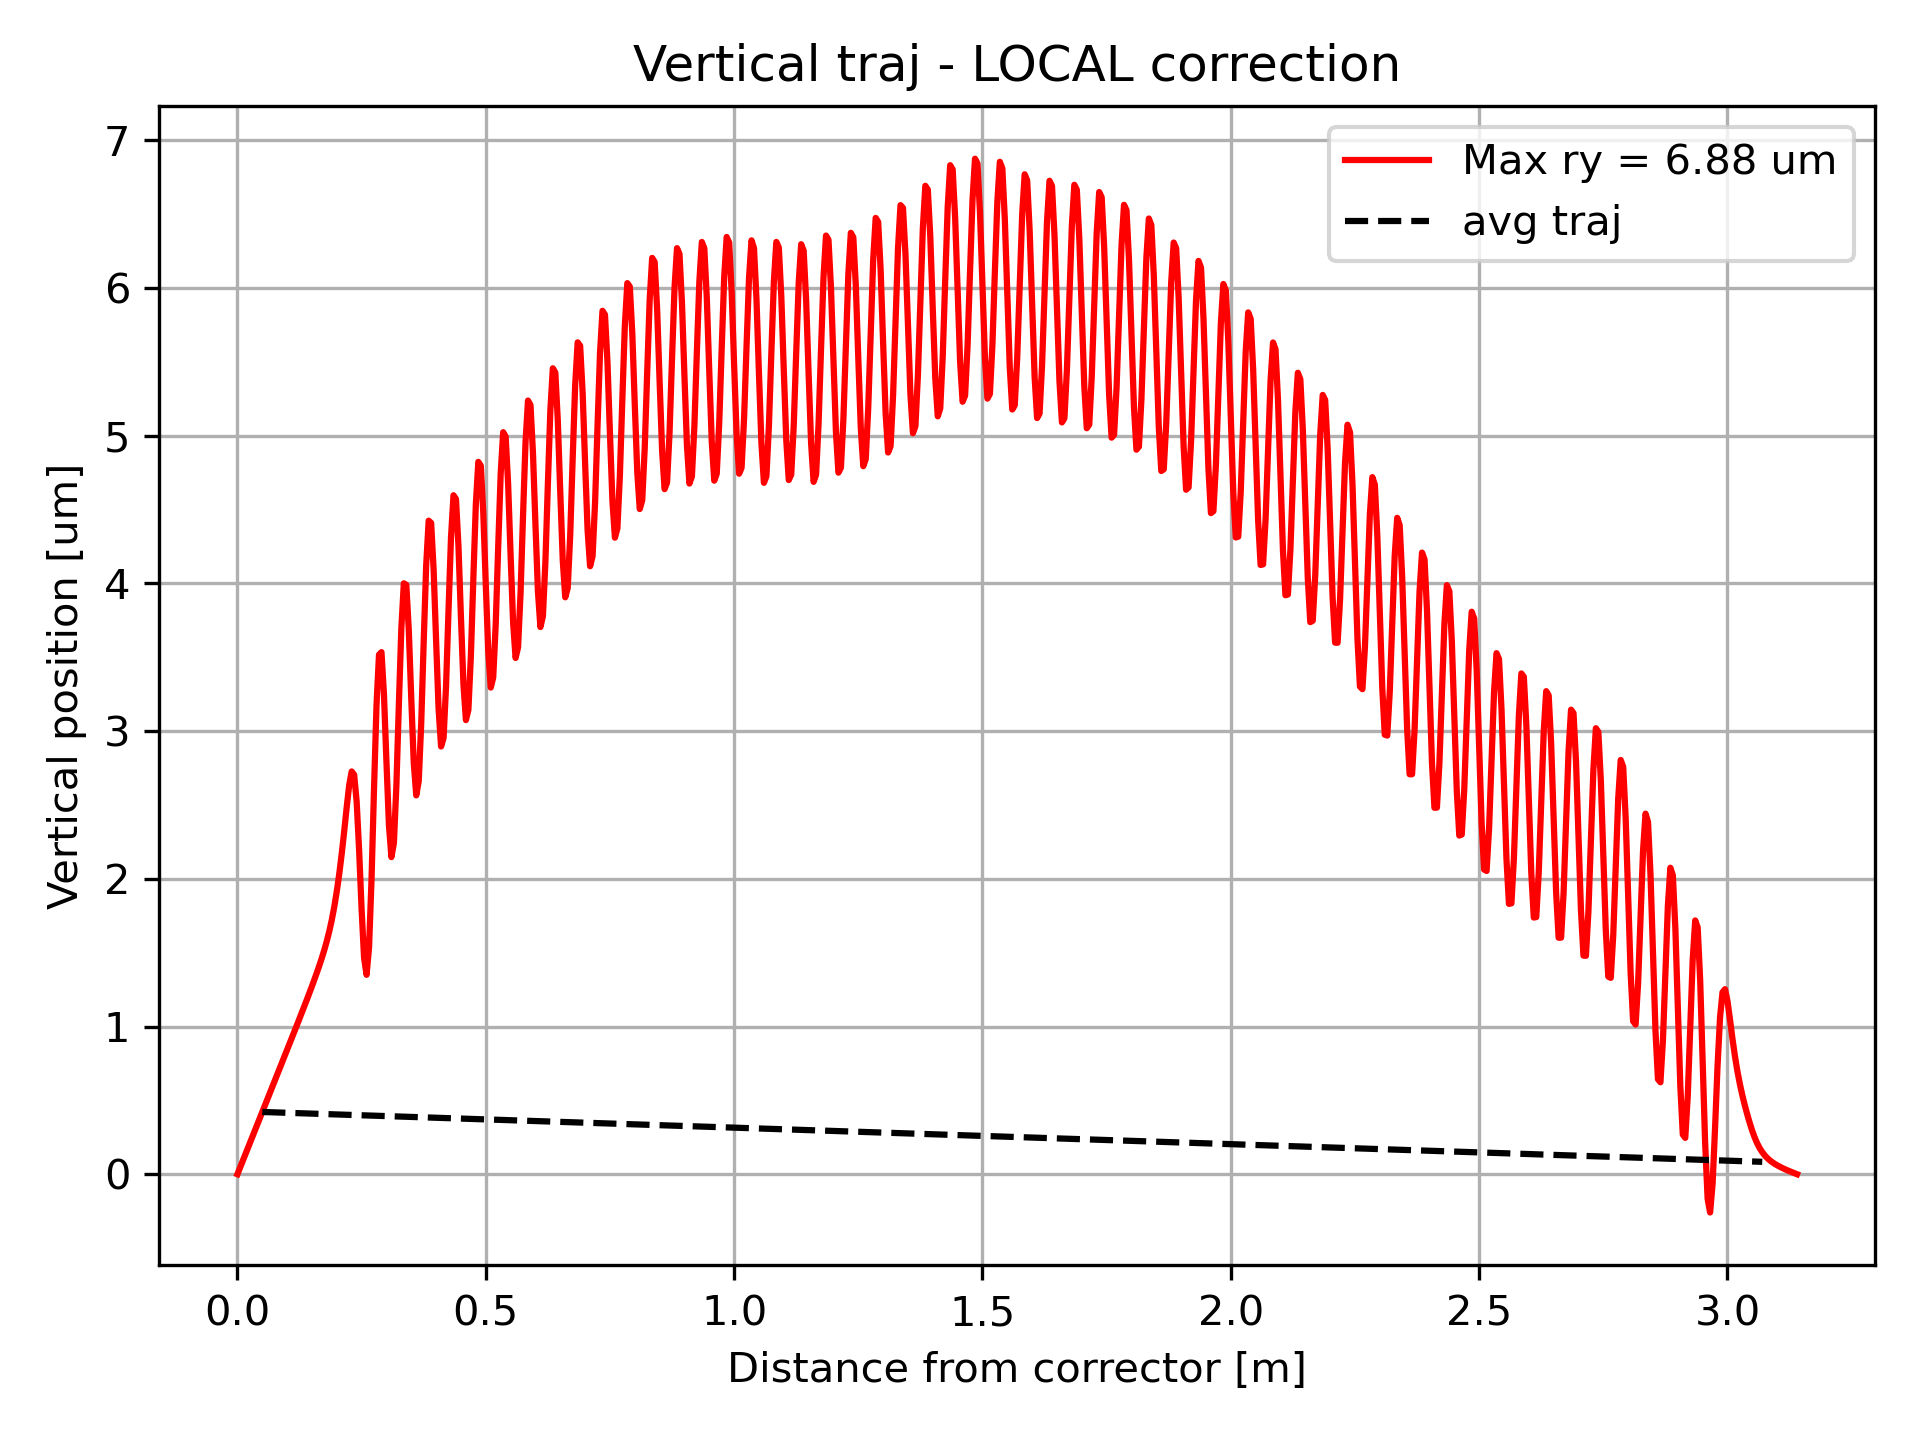 Vertical traj - LOCAL correction
Max ry = 6.88 um
avg traj
Vertical position [um]
7
6
5
4
3
2
1
0
0.0 0.5 1.0 1.5 2.0 2.5 3.0
Distance from corrector [m]